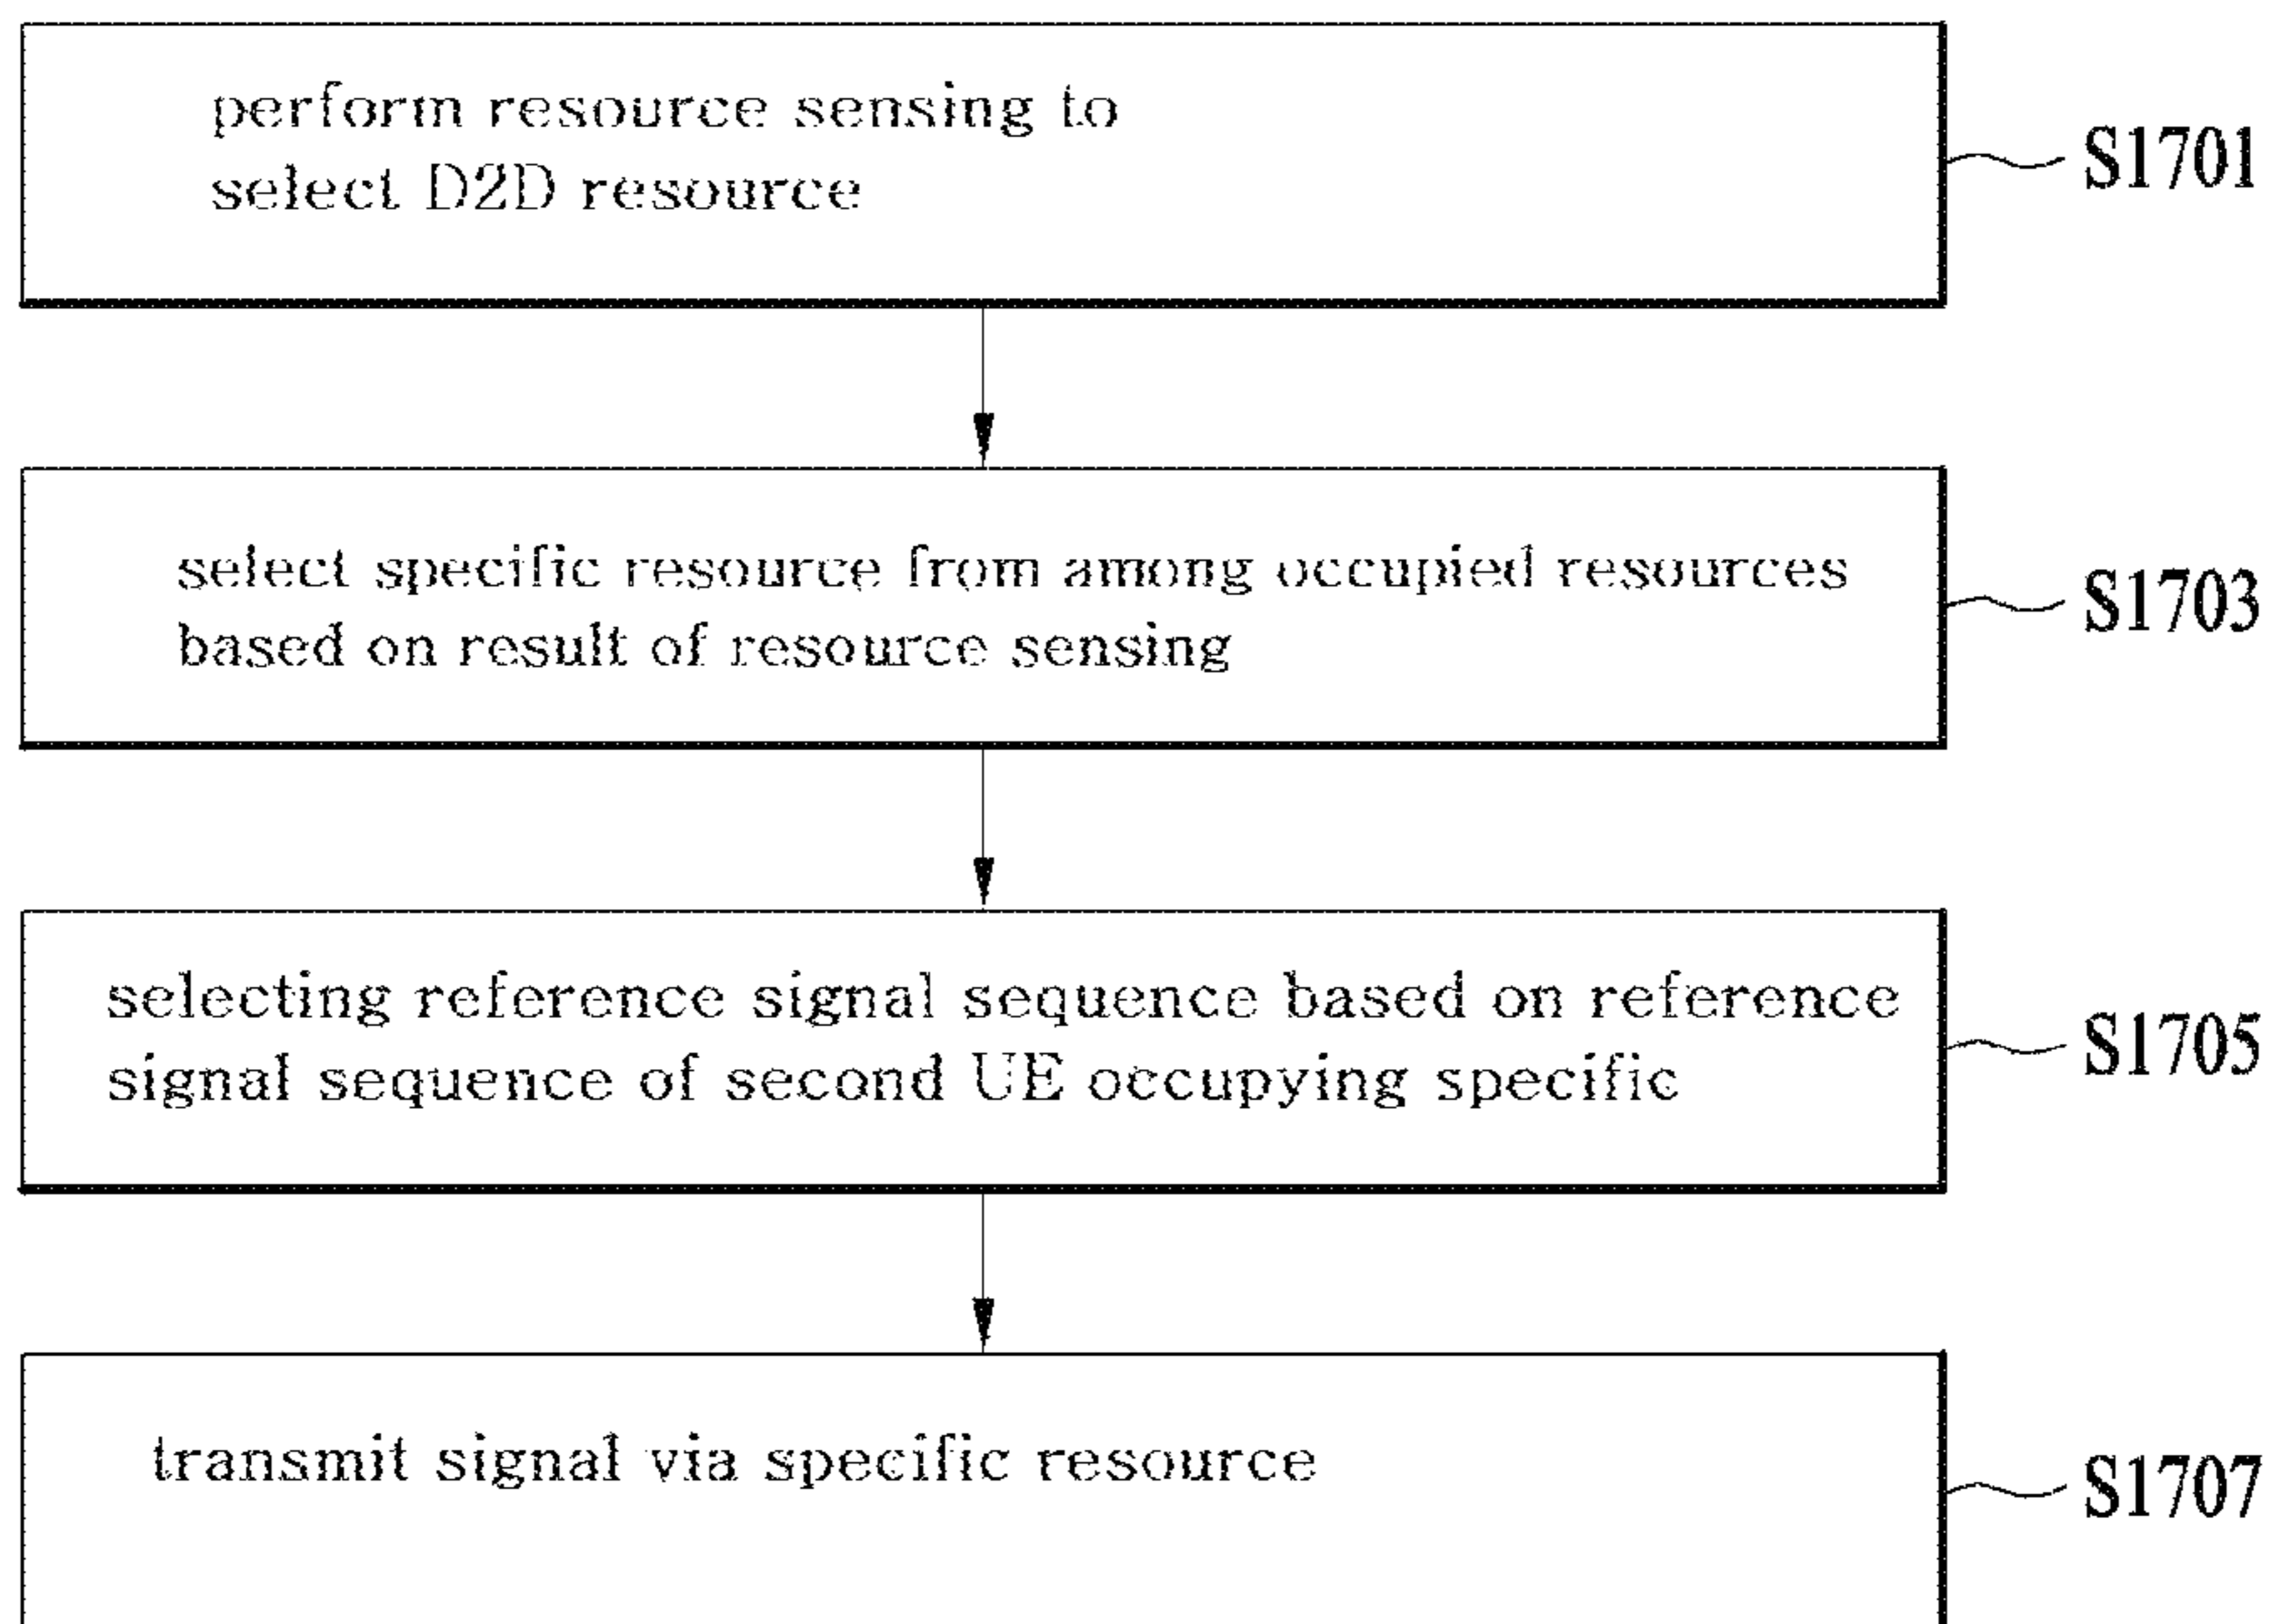 perform resource sensing to
select D2D resource
S1701
select specific resource from among occupied resources
based on result of resource sensing
S1703
selecting reference signal sequence based on reference
signal sequence of second UE occupying specific
S1705
transmit signal via specific resource
S1707